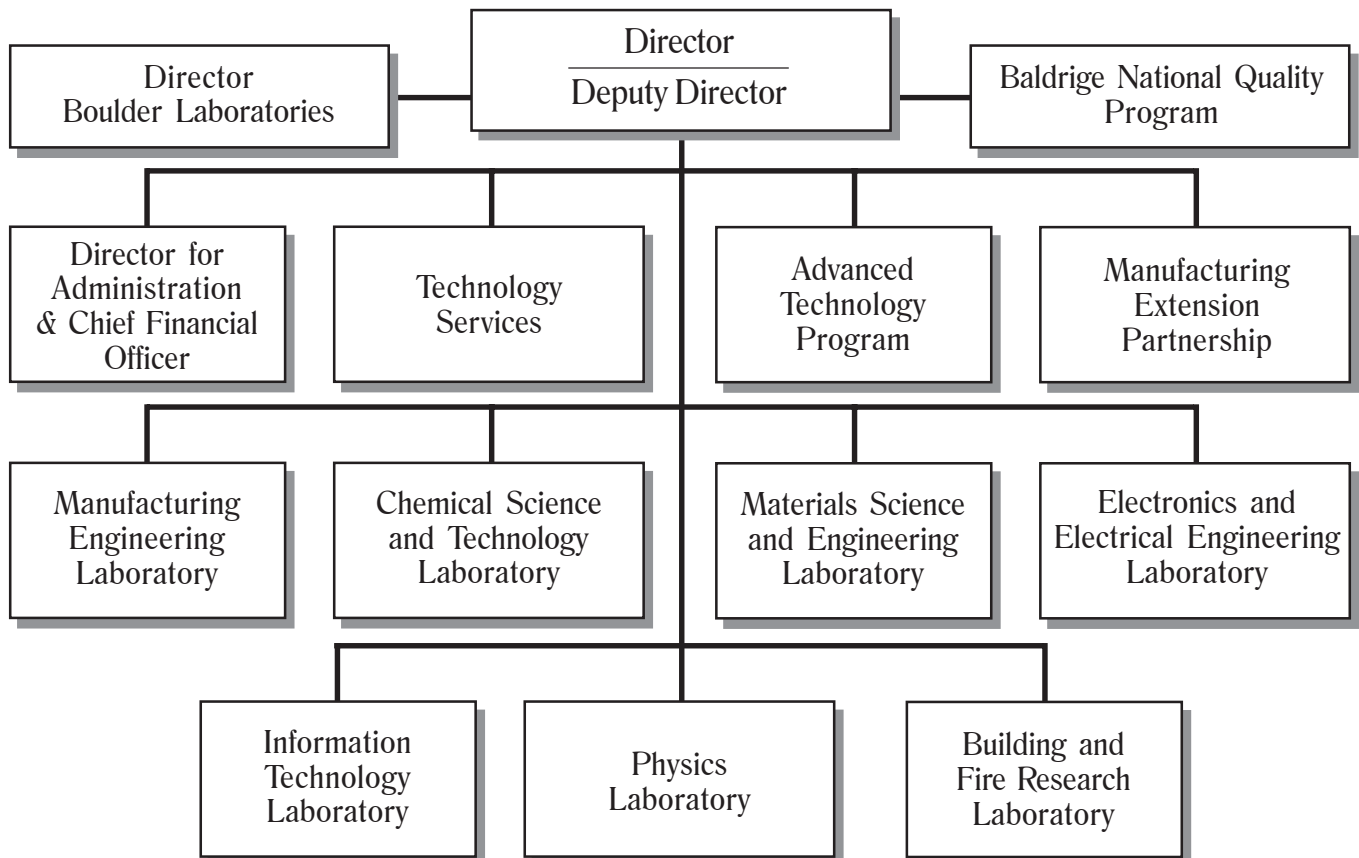 Director
Deputy Director
Director
Boulder Laboratories
Baldrige National Quality
Program
Director for
Administration
& Chief Financial
Officer
Technology
Services
Advanced
Technology
Program
Manufacturing
Extension
Partnership
Manufacturing
Engineering
Laboratory
Chemical Science
and Technology
Laboratory
Materials Science
and Engineering
Laboratory
Electronics and
Electrical Engineering
Laboratory
Information
Technology
Laboratory
Physics
Laboratory
Building and
Fire Research
Laboratory